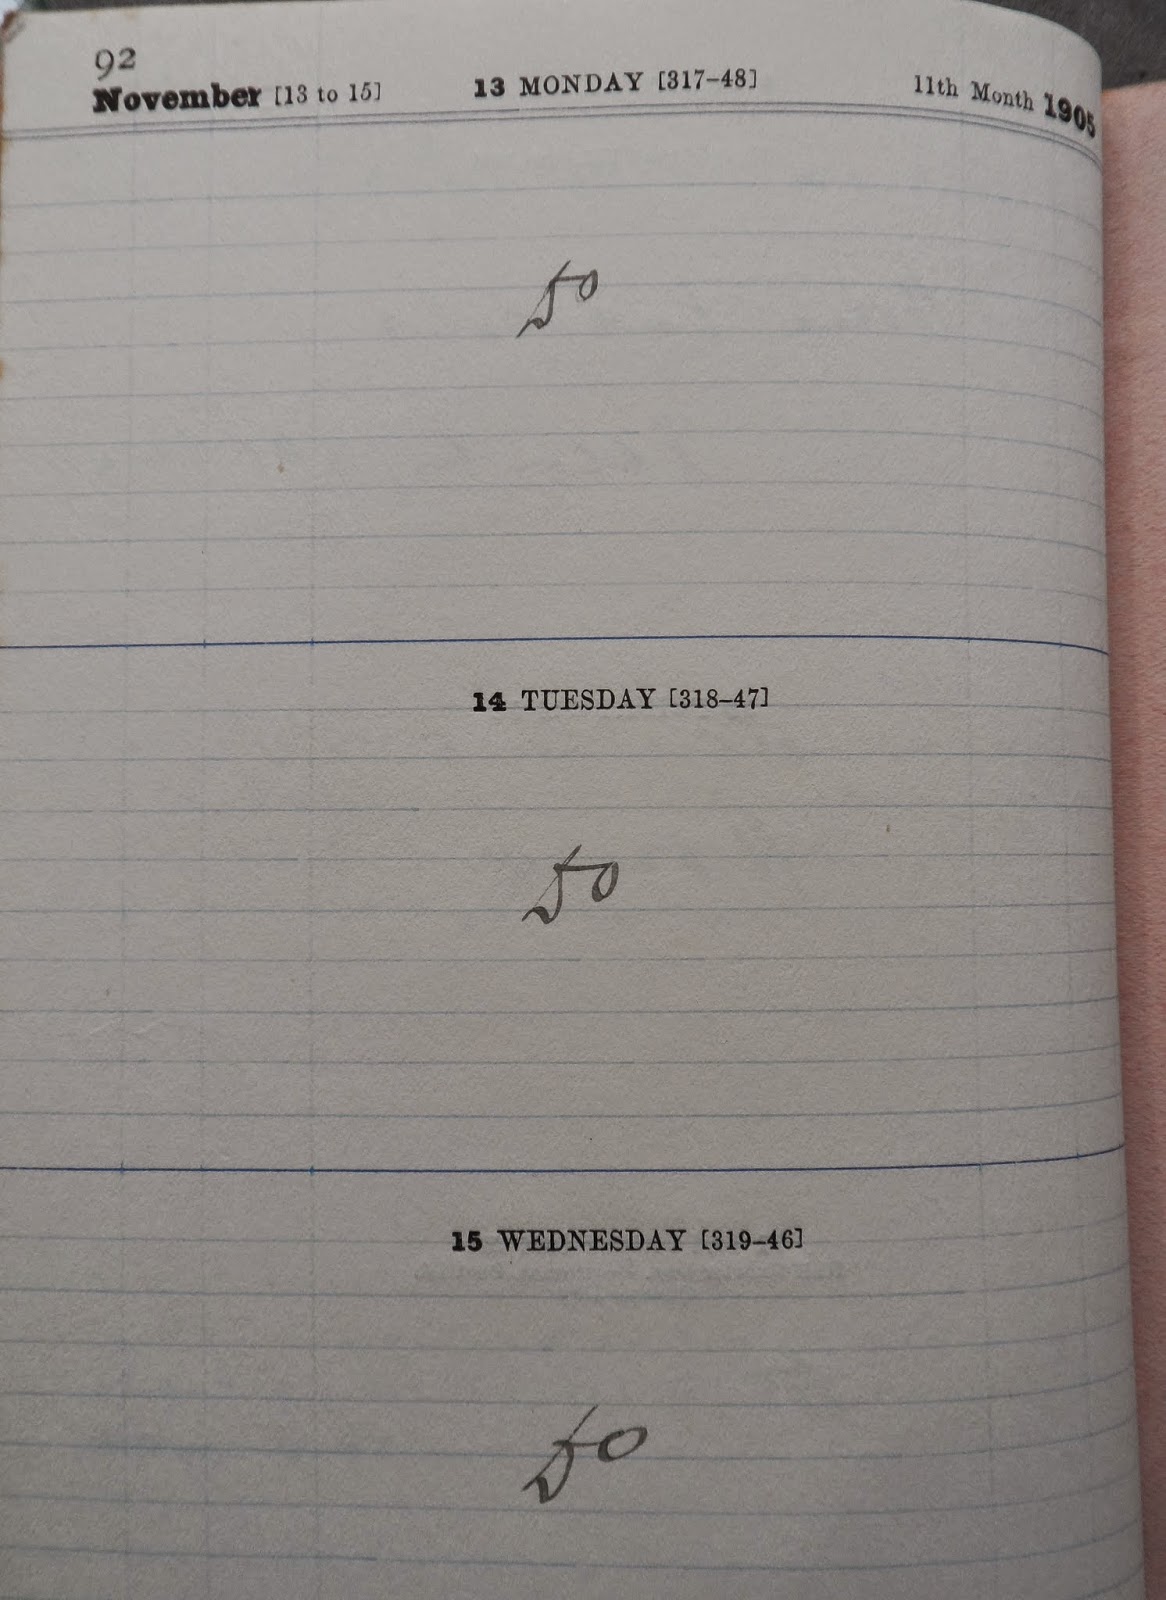 92
November [13 to 15] 13 MONDAY [317–48] 11th Month 1905
Do
14 TUESDAY [318–47]
Do
15 WEDNESDAY [319–46]
Do